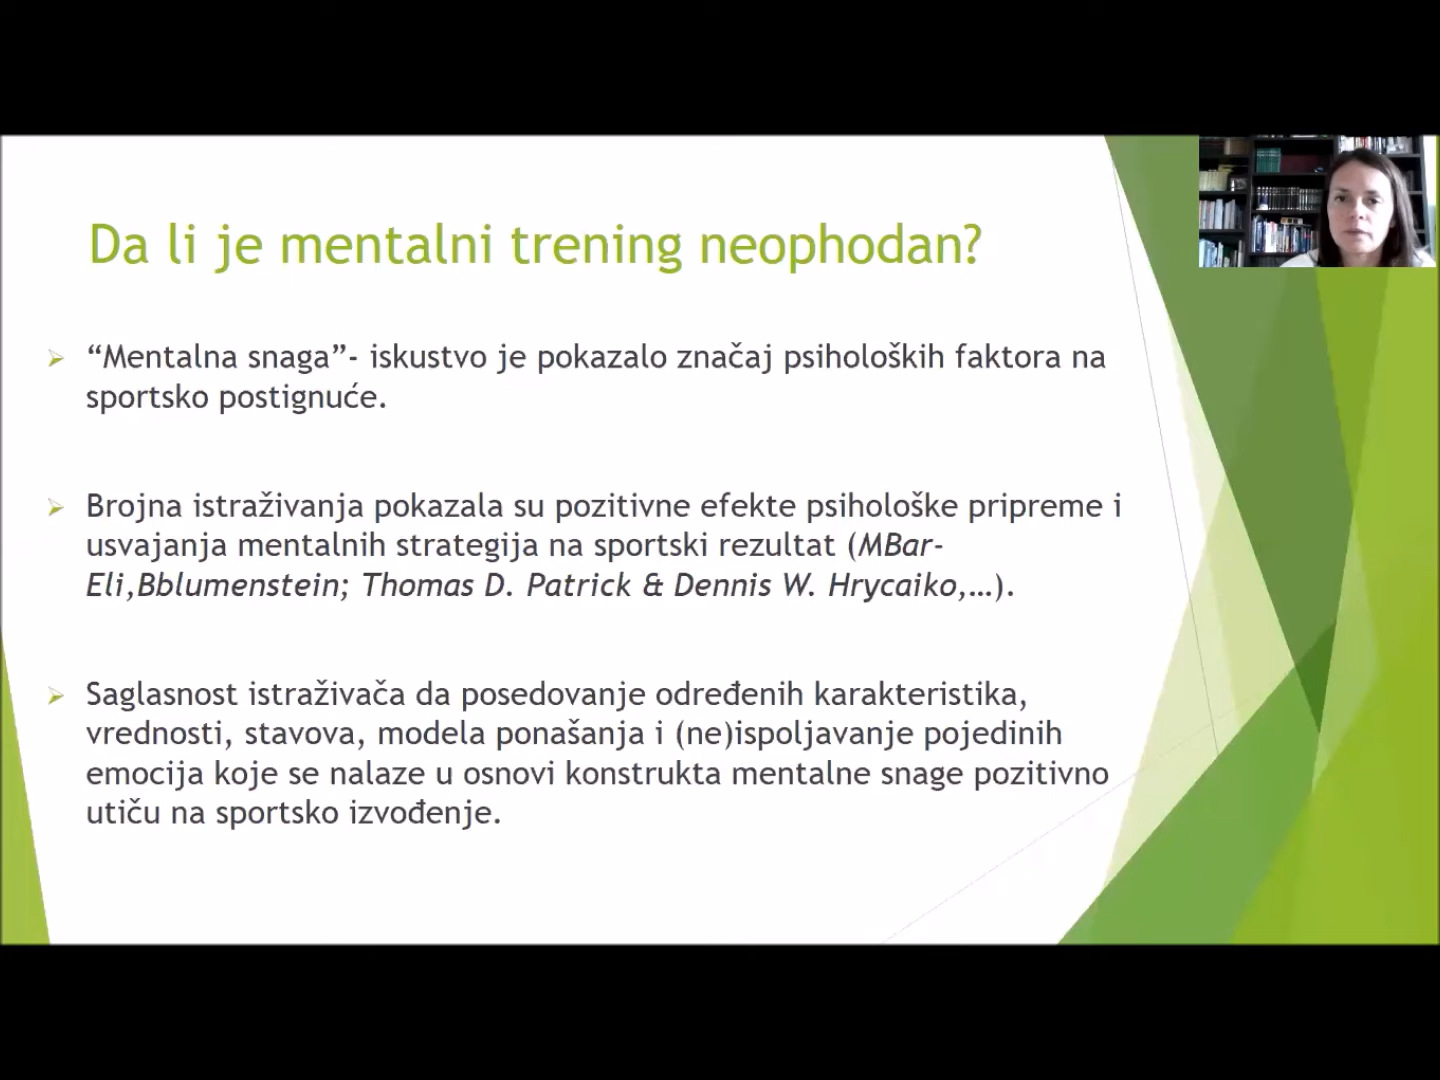 Da li je mentalni trening neophodan?
“Mentalna snaga”- iskustvo je pokazalo značaj psiholoških faktora na
sportsko postignuće.
Brojna istraživanja pokazala su pozitivne efekte psihološke pripreme i
usvajanja mentalnih strategija na sportski rezultat (MBar-
Eli,Bblumenstein; Thomas D. Patrick & Dennis W. Hrycaiko,…).
Saglasnost istraživača da posedovanje određenih karakteristika,
vrednosti, stavova, modela ponašanja i (ne)ispoljavanje pojedinih
emocija koje se nalaze u osnovi konstrukta mentalne snage pozitivno
utiču na sportsko izvođenje.